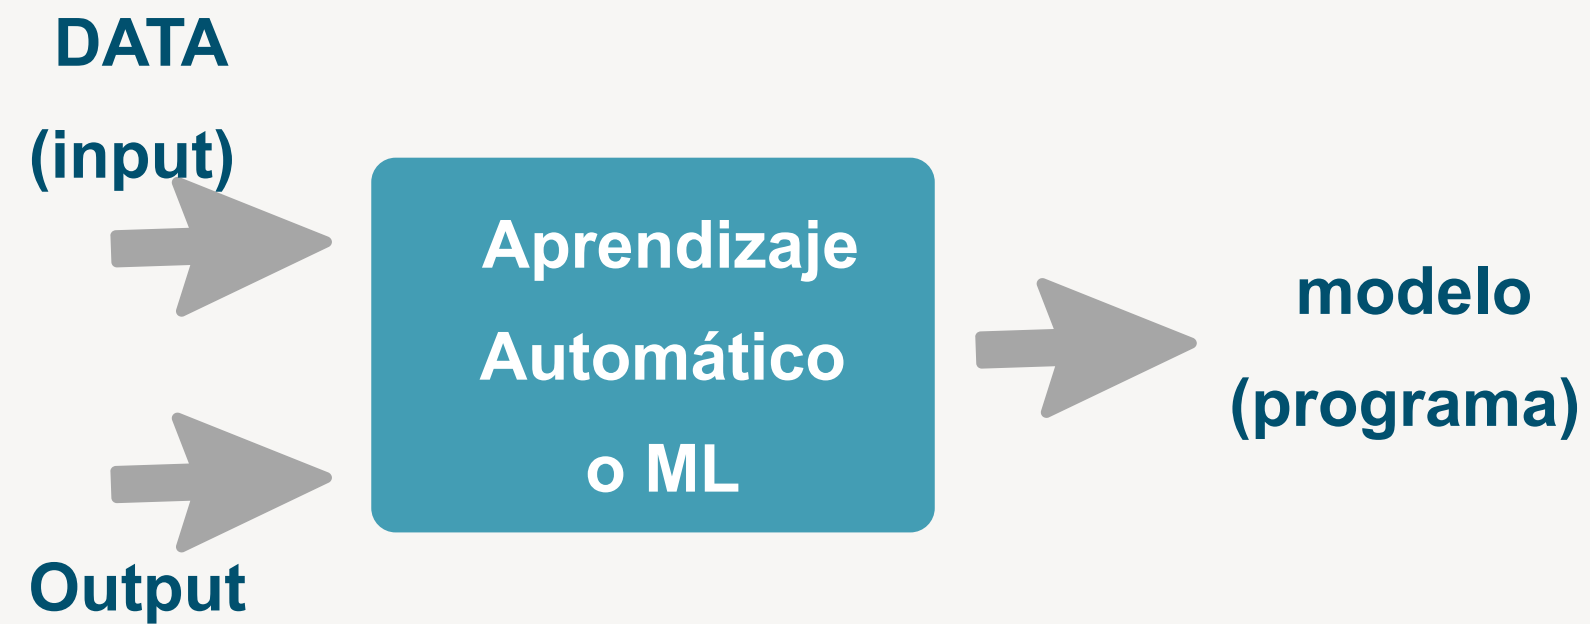 DATA
(input)
Aprendizaje
Automático
o ML
modelo
(programa)
Output